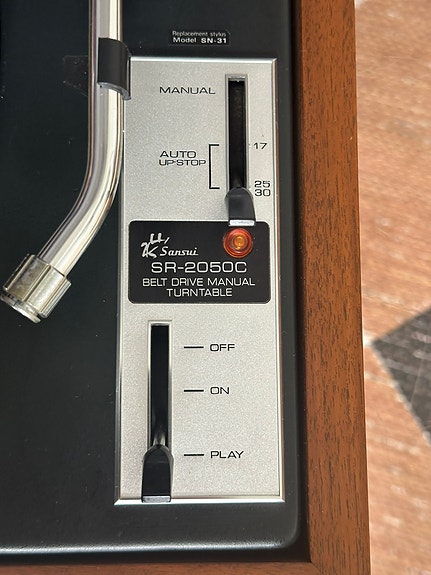 Replacement stylus
Model SN-31
MANUAL
17
AUTO
UP-STOP
25
30
Sansui
SR-2050C
BELT DRIVE MANUAL
TURNTABLE
OFF
ON
PLAY